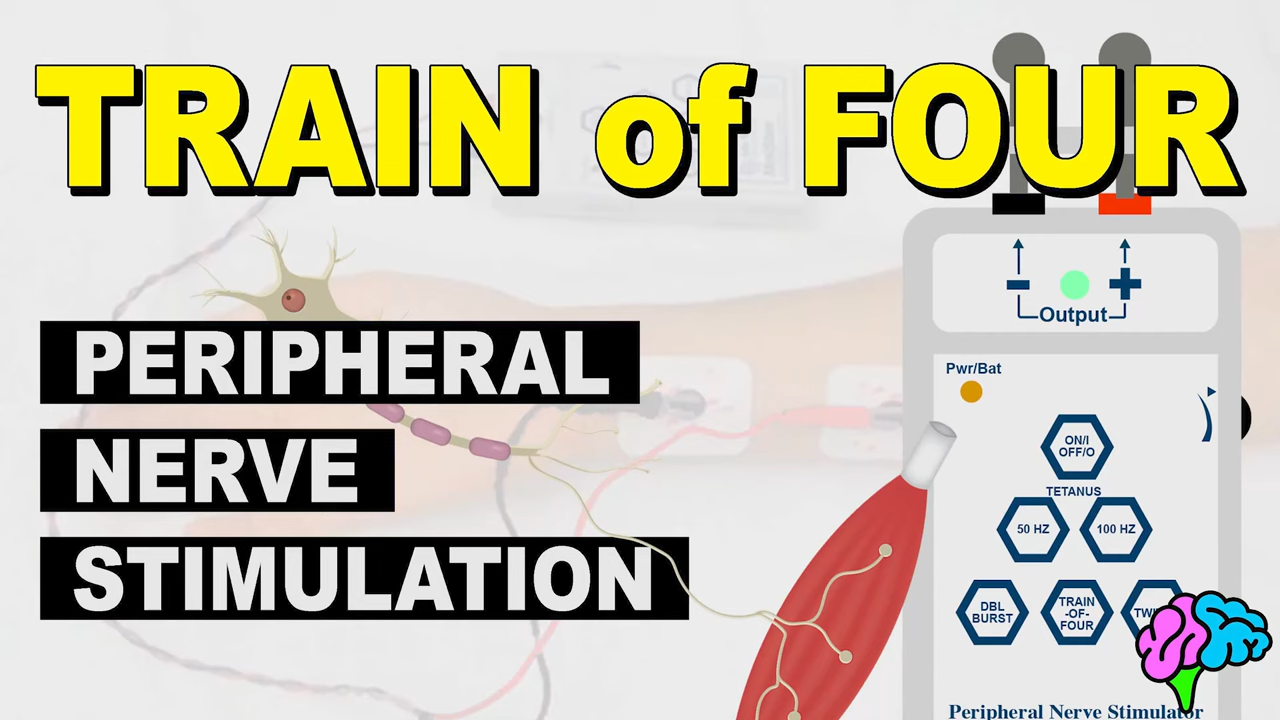 TRAIN of FOUR
PERIPHERAL
NERVE
STIMULATION
Output
Pwr/Bat
ON/I
OFF/O
TETANUS
50 HZ
100 HZ
DBL
BURST
TRAIN
-OF-
FOUR
Peripheral Nerve Stimulator